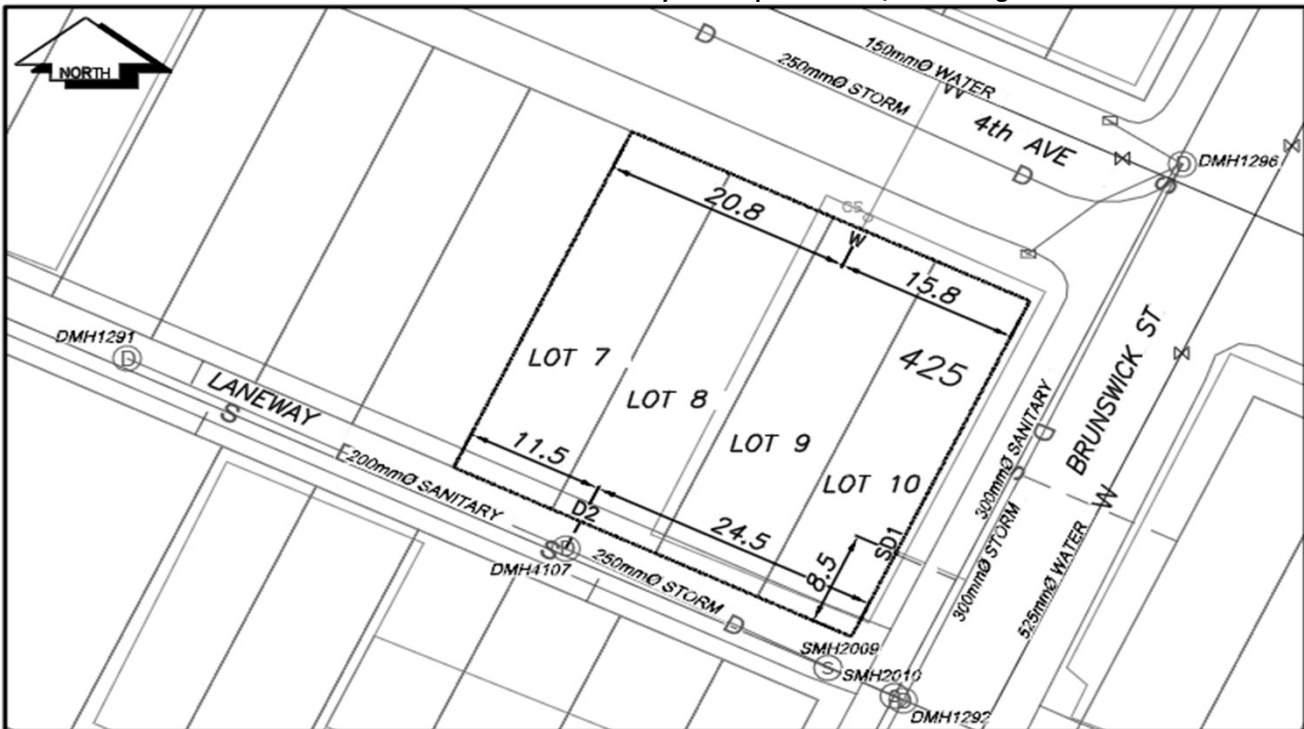 NORTH
D
150mmØ WATER
250mmØ STORM
W
4th AVE
D
D
DMH1296
S
20.8
CS
W
15.8
425
DMH1291
D
LANEWAY
S
LOT 7
LOT 8
LOT 9
LOT 10
BRUNSWICK ST
300mmØ SANITARY
D
S
W
300mmØ STORM
525mmØ WATER
11.5
D2
24.5
SD1
8.5
200mmØ SANITARY
S
D
DMH4107
250mmØ STORM
D
SMH2009
S
SMH2010
DMH1292